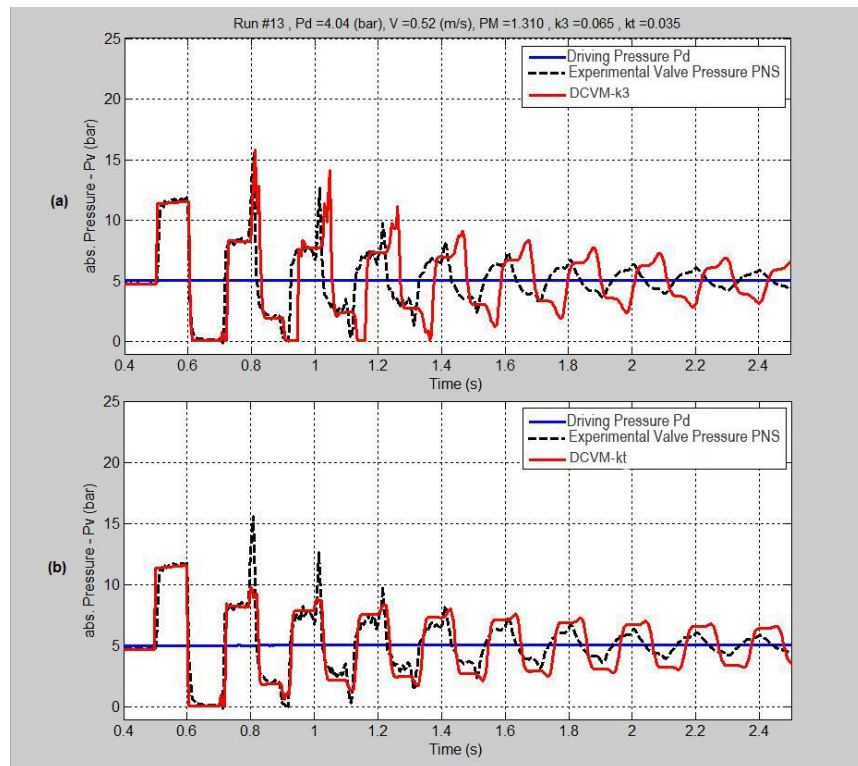 Run #13 , Pd =4.04 (bar), V =0.52 (m/s), PM =1.310, k3 =0.065 , kt =0.035
25
20
15
10
5
0
abs. Pressure - Pv (bar)
(a)
Driving Pressure Pd
Experimental Valve Pressure PNS
DCVM-k3
0.4 0.6 0.8 1 1.2 1.4 1.6 1.8 2 2.2 2.4
Time (s)
25
20
15
10
5
0
abs. Pressure - Pv (bar)
(b)
Driving Pressure Pd
Experimental Valve Pressure PNS
DCVM-kt
0.4 0.6 0.8 1 1.2 1.4 1.6 1.8 2 2.2 2.4
Time (s)